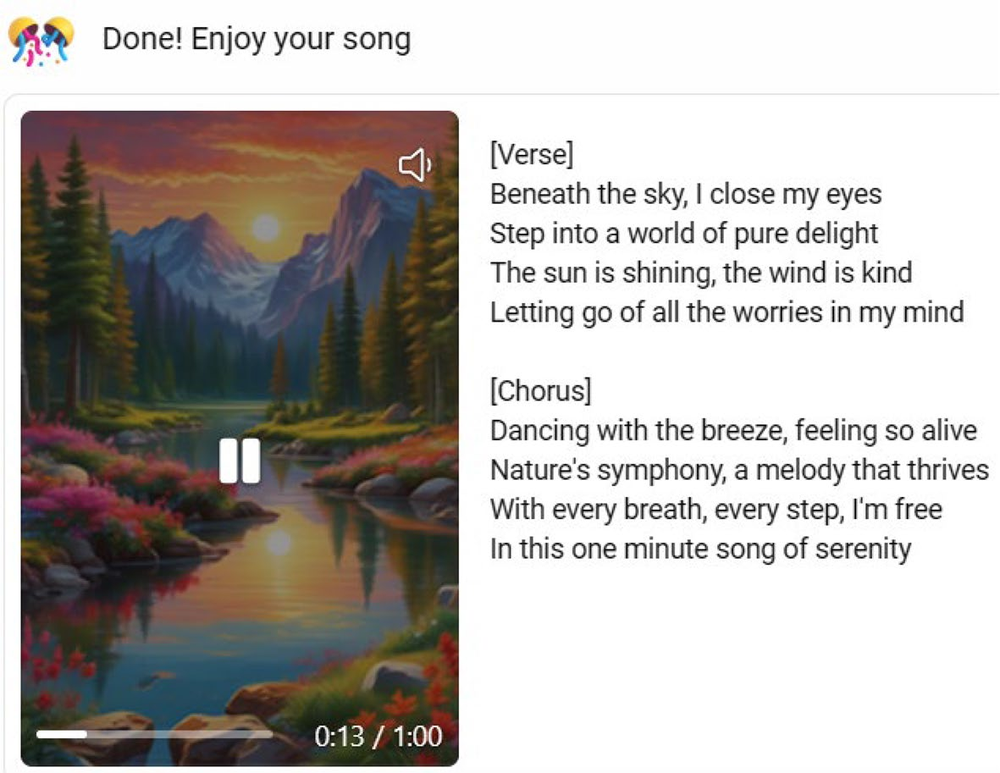 Done! Enjoy your song
[Verse]
Beneath the sky, I close my eyes
Step into a world of pure delight
The sun is shining, the wind is kind
Letting go of all the worries in my mind
[Chorus]
Dancing with the breeze, feeling so alive
Nature's symphony, a melody that thrives
With every breath, every step, I'm free
In this one minute song of serenity
0:13 / 1:00